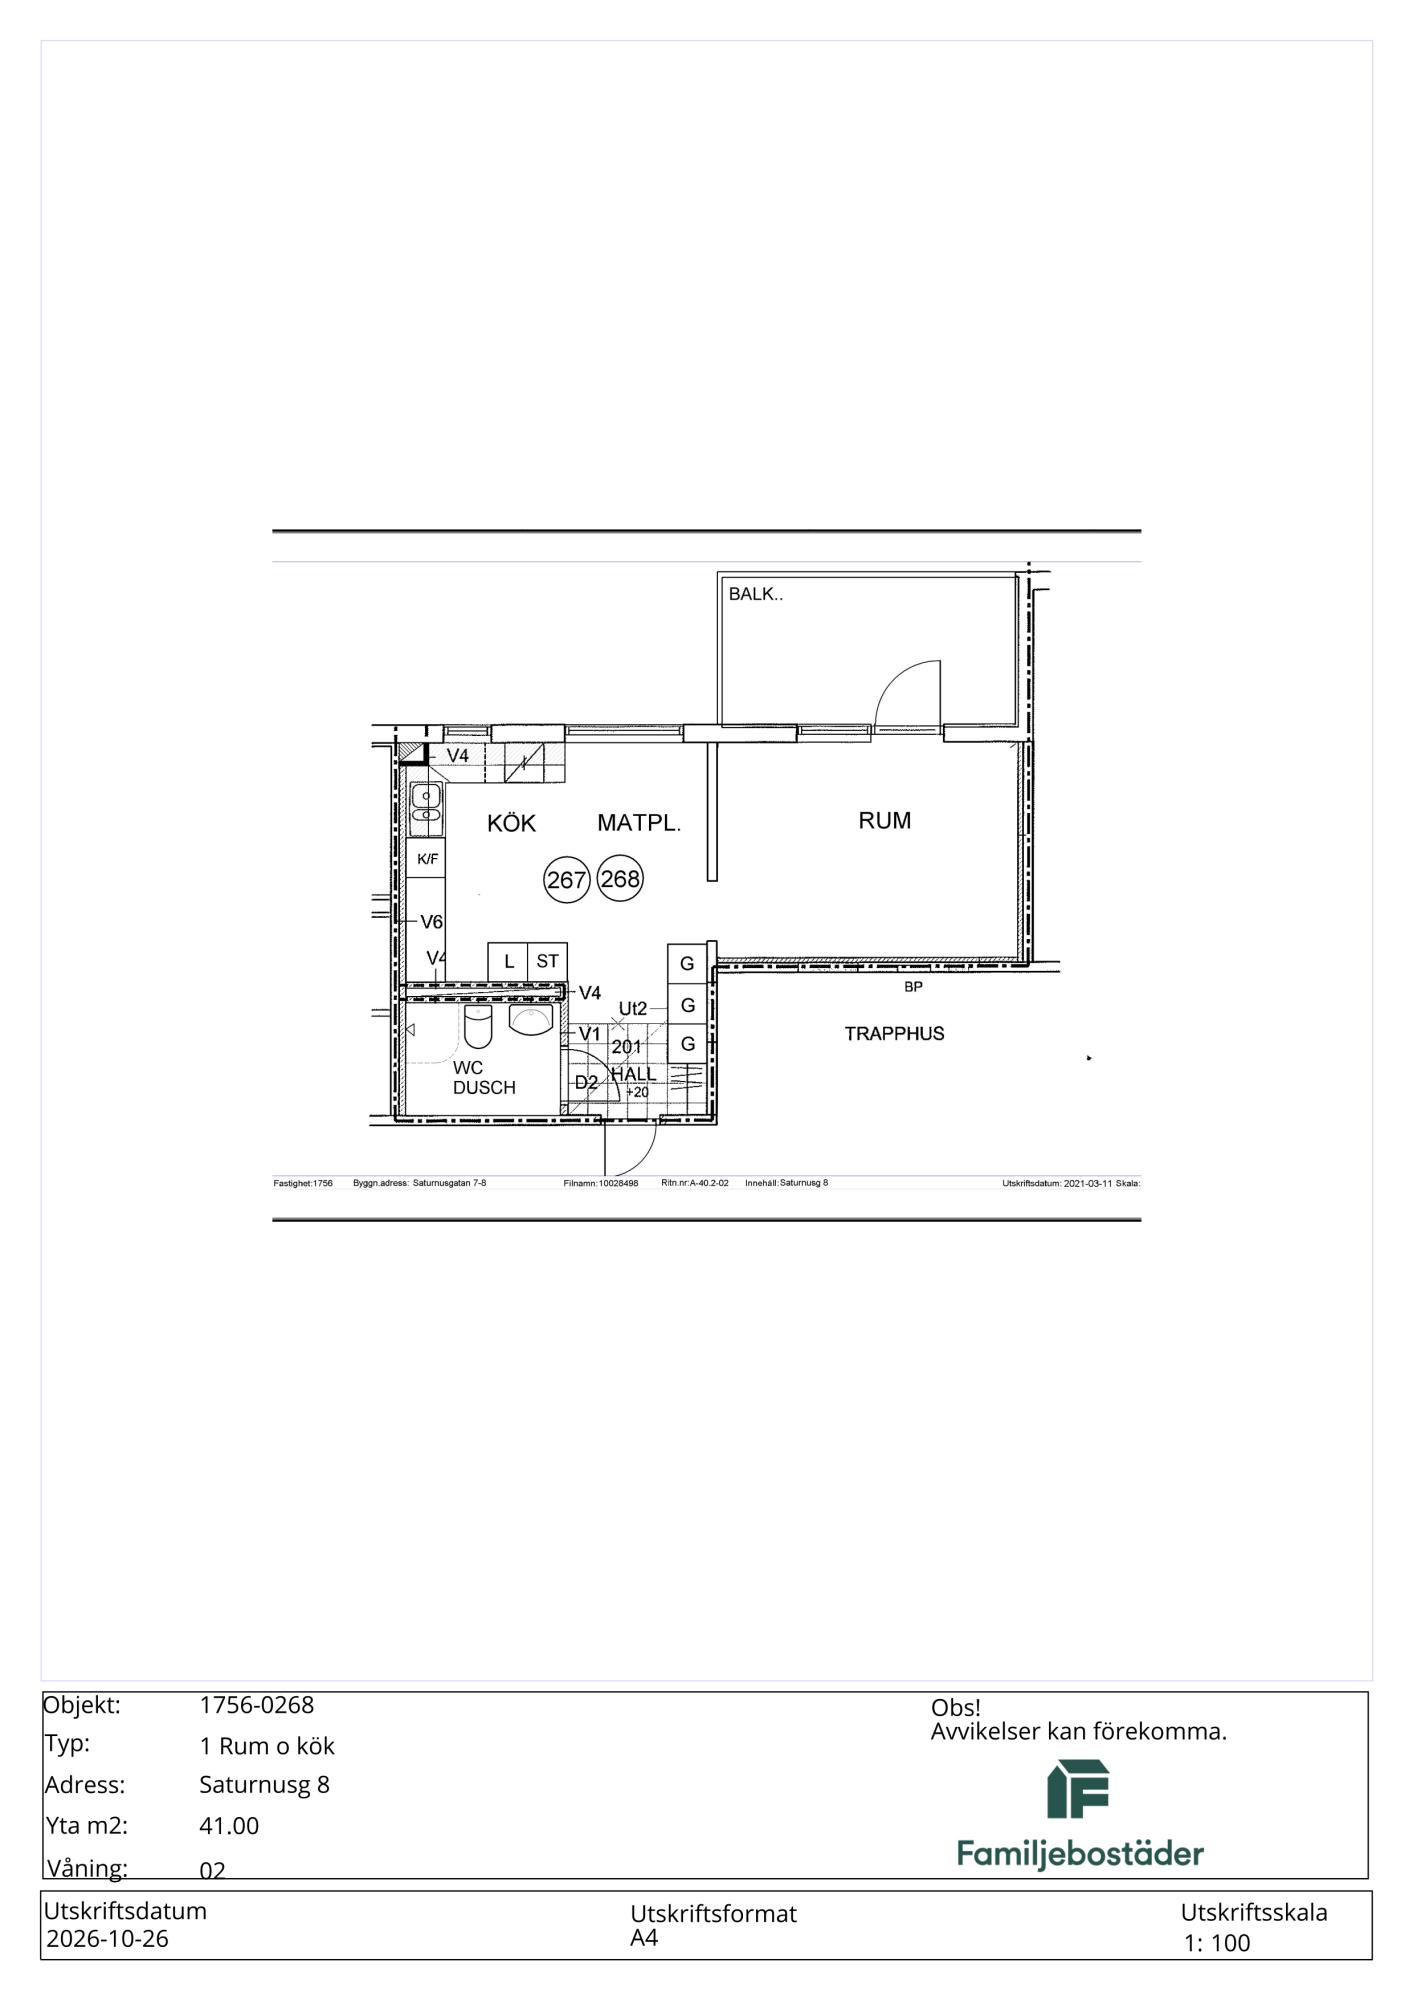 BALK..
V4
KÖK
MATPL.
RUM
K/F
267
268
V6
V4
L
ST
G
V4
Ut2
G
BP
V1
201
G
TRAPPHUS
WC
DUSCH
D2
HALL
+20
Fastighet:1756 Byggn.adress: Saturnusgatan 7-8 Filnamn:10028498 Ritn.nr:A-40.2-02 Innehåll:Saturnusg 8 Utskriftsdatum: 2021-03-11 Skala:
Objekt: 1756-0268
Typ: 1 Rum o kök
Adress: Saturnusg 8
Yta m2: 41.00
Våning: 02
Obs!
Avvikelser kan förekomma.
Familjebostäder
Utskriftsdatum
2026-10-26
Utskriftsformat
A4
Utskriftsskala
1: 100